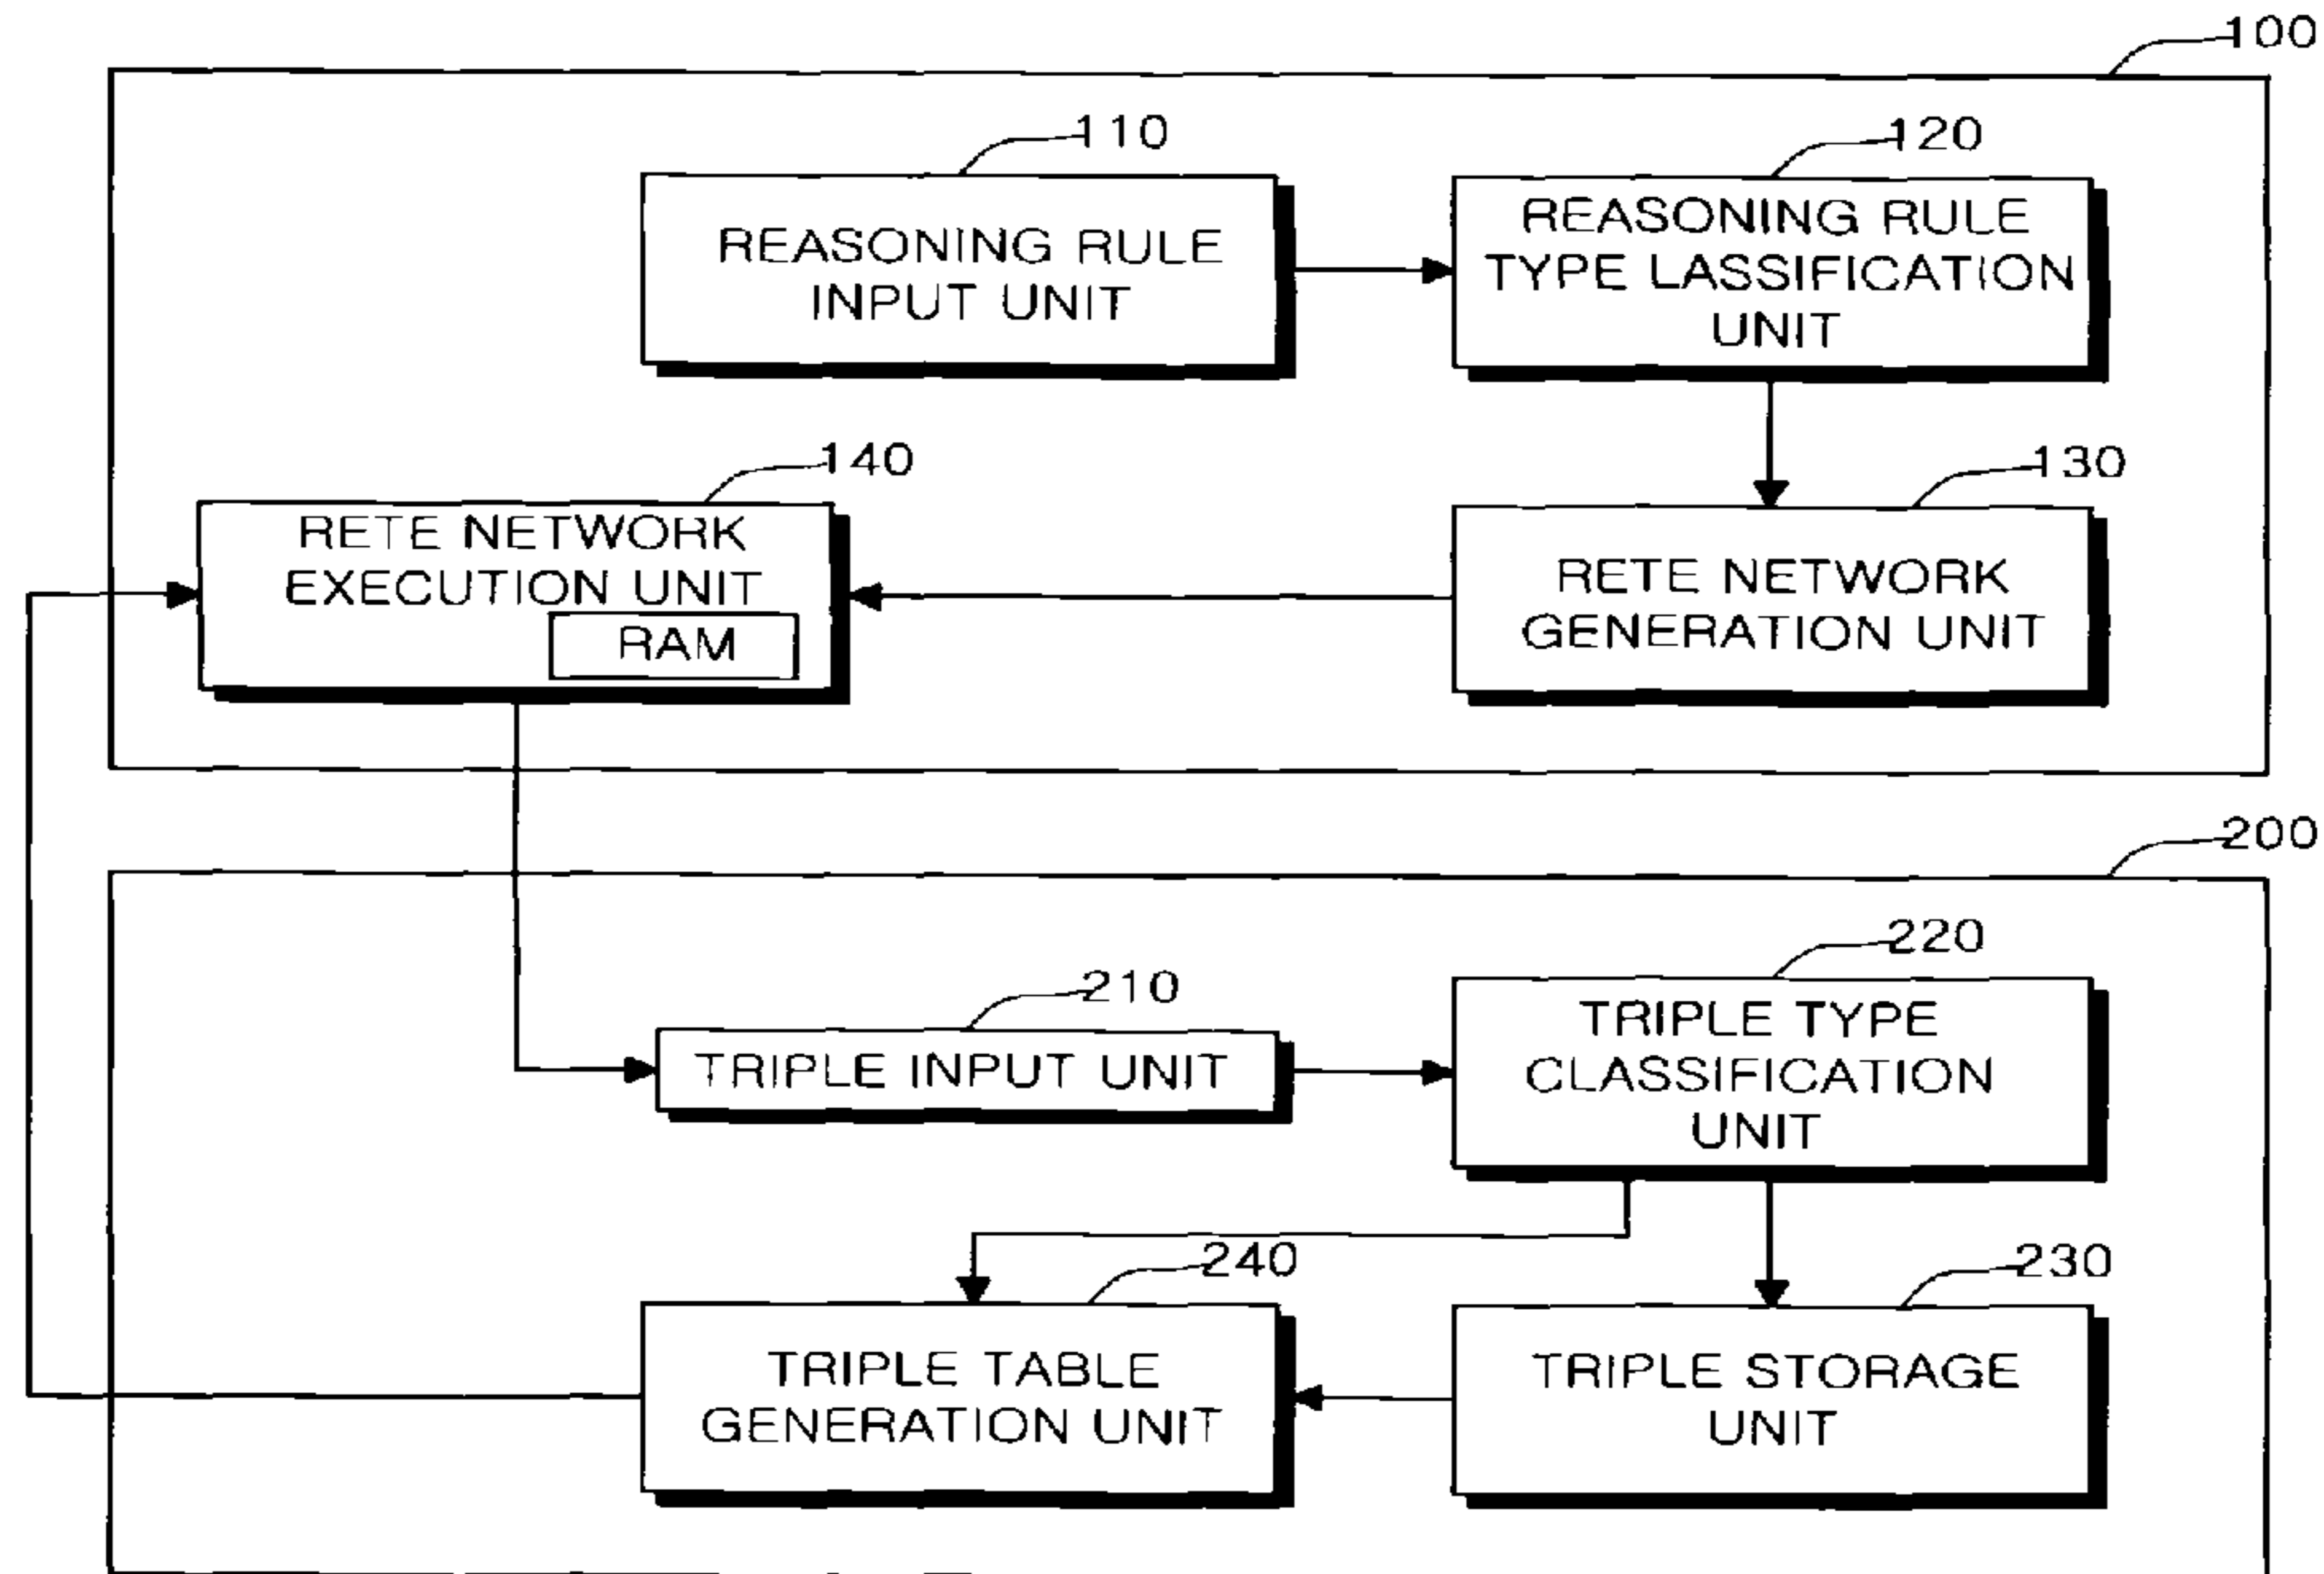 100
110
120
REASONING RULE
INPUT UNIT
REASONING RULE
TYPE LASSIFICATION
UNIT
140
130
RETE NETWORK
EXECUTION UNIT
RAM
RETE NETWORK
GENERATION UNIT
200
220
210
TRIPLE INPUT UNIT
TRIPLE TYPE
CLASSIFICATION
UNIT
240
230
TRIPLE TABLE
GENERATION UNIT
TRIPLE STORAGE
UNIT